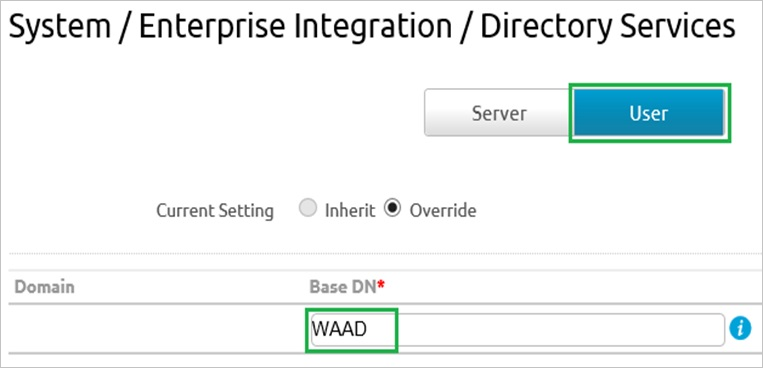 System / Enterprise Integration / Directory Services
Server User
Current Setting Inherit Override
Domain Base DN*
WAAD i